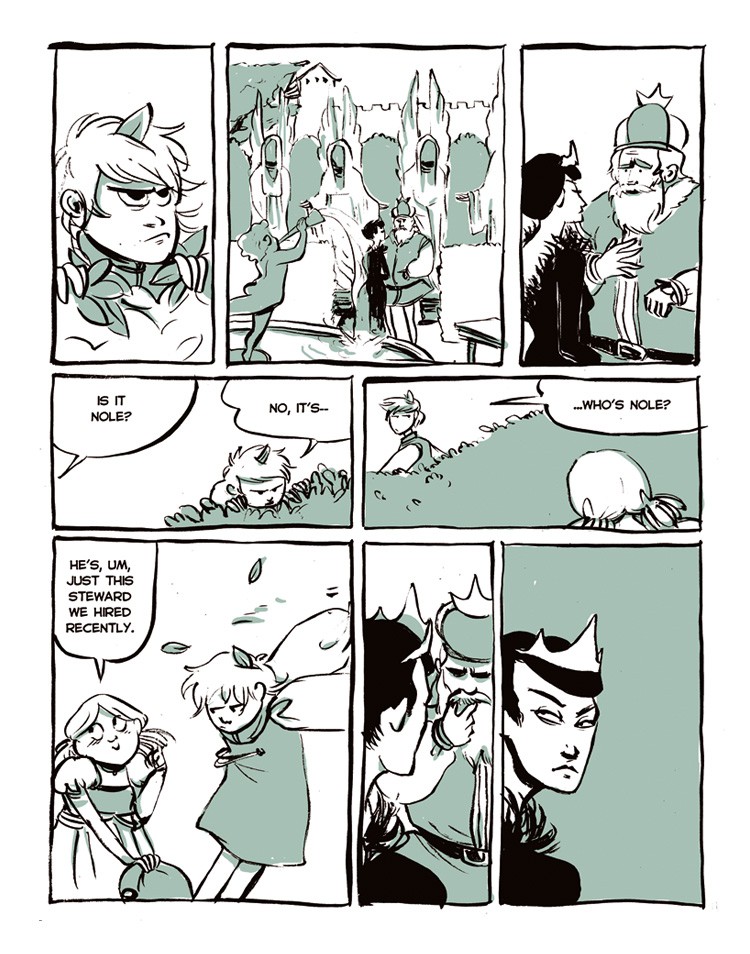 IS IT
NOLE?
NO, IT'S--
...WHO'S NOLE?
HE'S, UM,
JUST THIS
STEWARD
WE HIRED
RECENTLY.